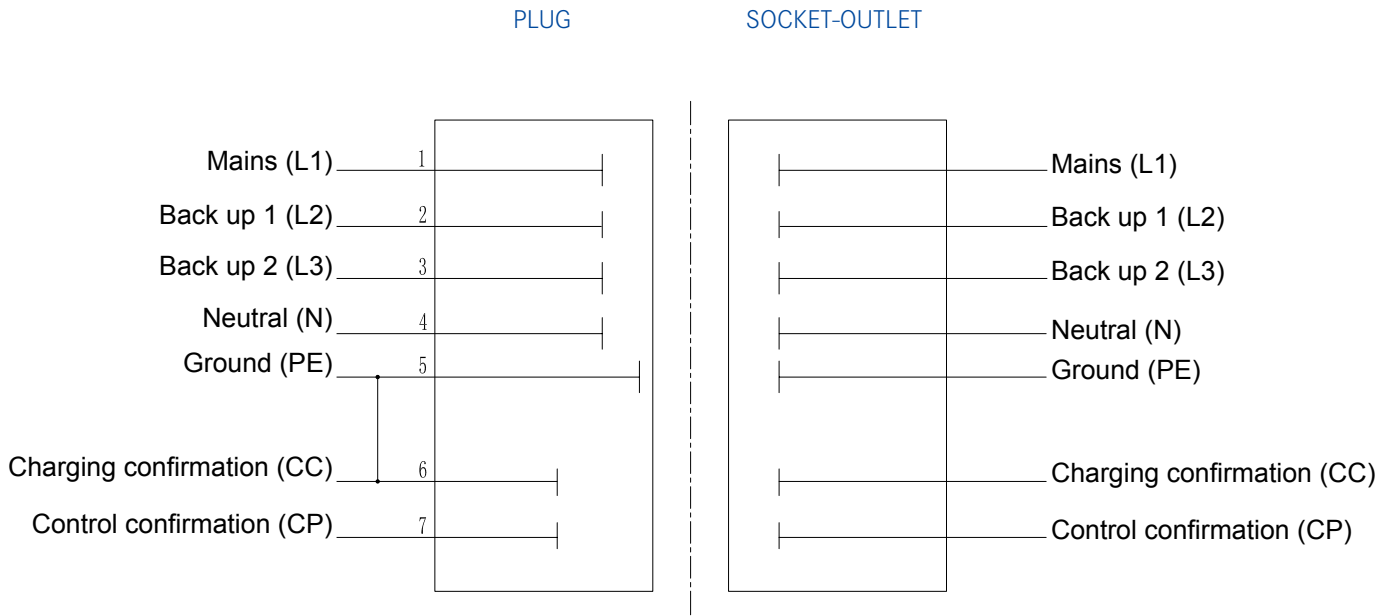 PLUG SOCKET-OUTLET
Mains (L1) 1 Mains (L1)
Back up 1 (L2) 2 Back up 1 (L2)
Back up 2 (L3) 3 Back up 2 (L3)
Neutral (N) 4 Neutral (N)
Ground (PE) 5 Ground (PE)
Charging confirmation (CC) 6 Charging confirmation (CC)
Control confirmation (CP) 7 Control confirmation (CP)